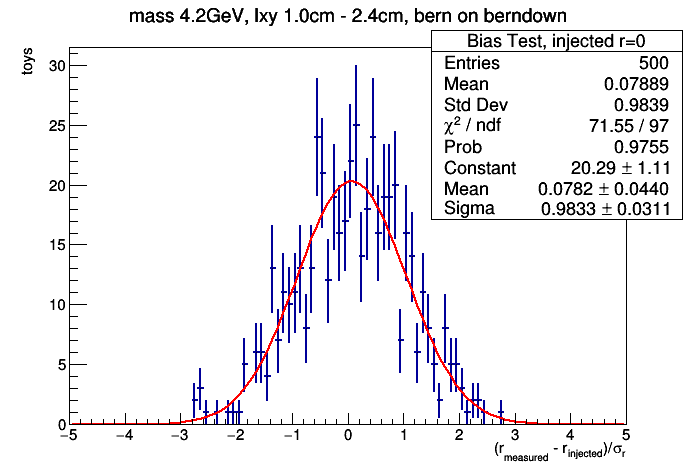 mass 4.2GeV, lxy 1.0cm - 2.4cm, bern on berndown
Bias Test, injected r=0
Entries 500
Mean 0.07889
Std Dev 0.9839
χ² / ndf 71.55 / 97
Prob 0.9755
Constant 20.29 ± 1.11
Mean 0.0782 ± 0.0440
Sigma 0.9833 ± 0.0311
toys
30
25
20
15
10
5
0
−5 −4 −3 −2 −1 0 1 2 3 4 5
(r_measured - r_injected)/σ_r